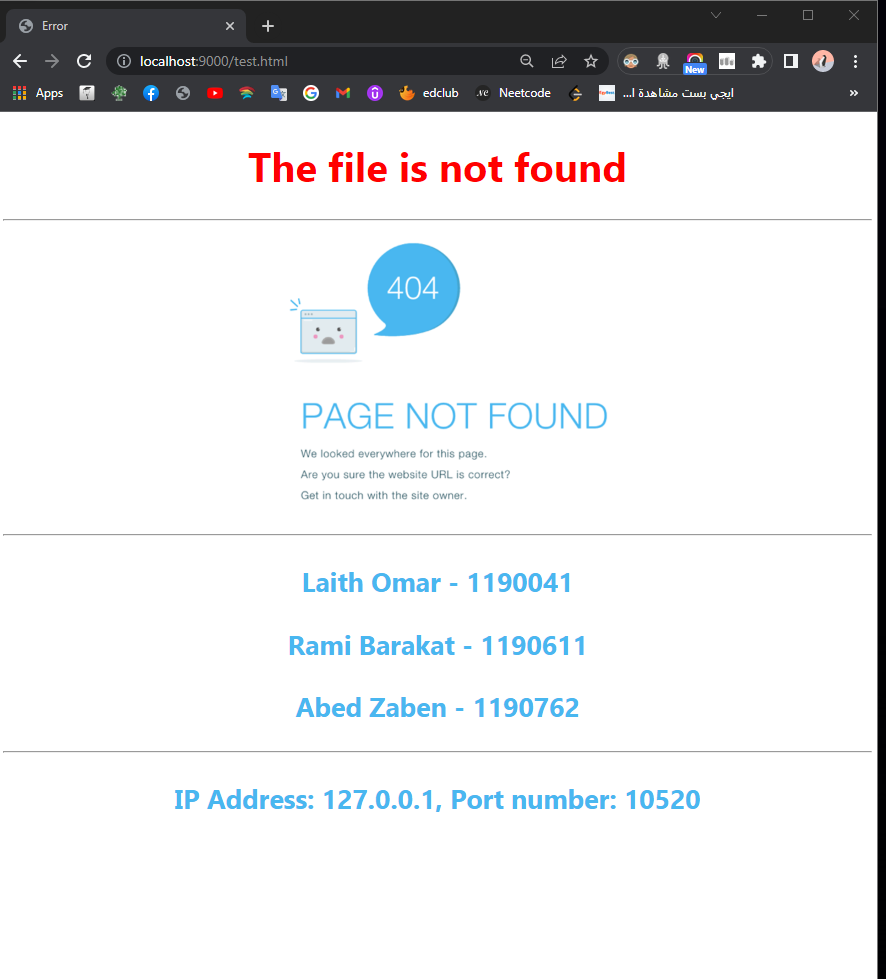 Error
localhost:9000/test.html
New
Apps
edclub
Neetcode
ايجي بست مشاهدة ا...
The file is not found
404
PAGE NOT FOUND
We looked everywhere for this page.
Are you sure the website URL is correct?
Get in touch with the site owner.
Laith Omar - 1190041
Rami Barakat - 1190611
Abed Zaben - 1190762
IP Address: 127.0.0.1, Port number: 10520